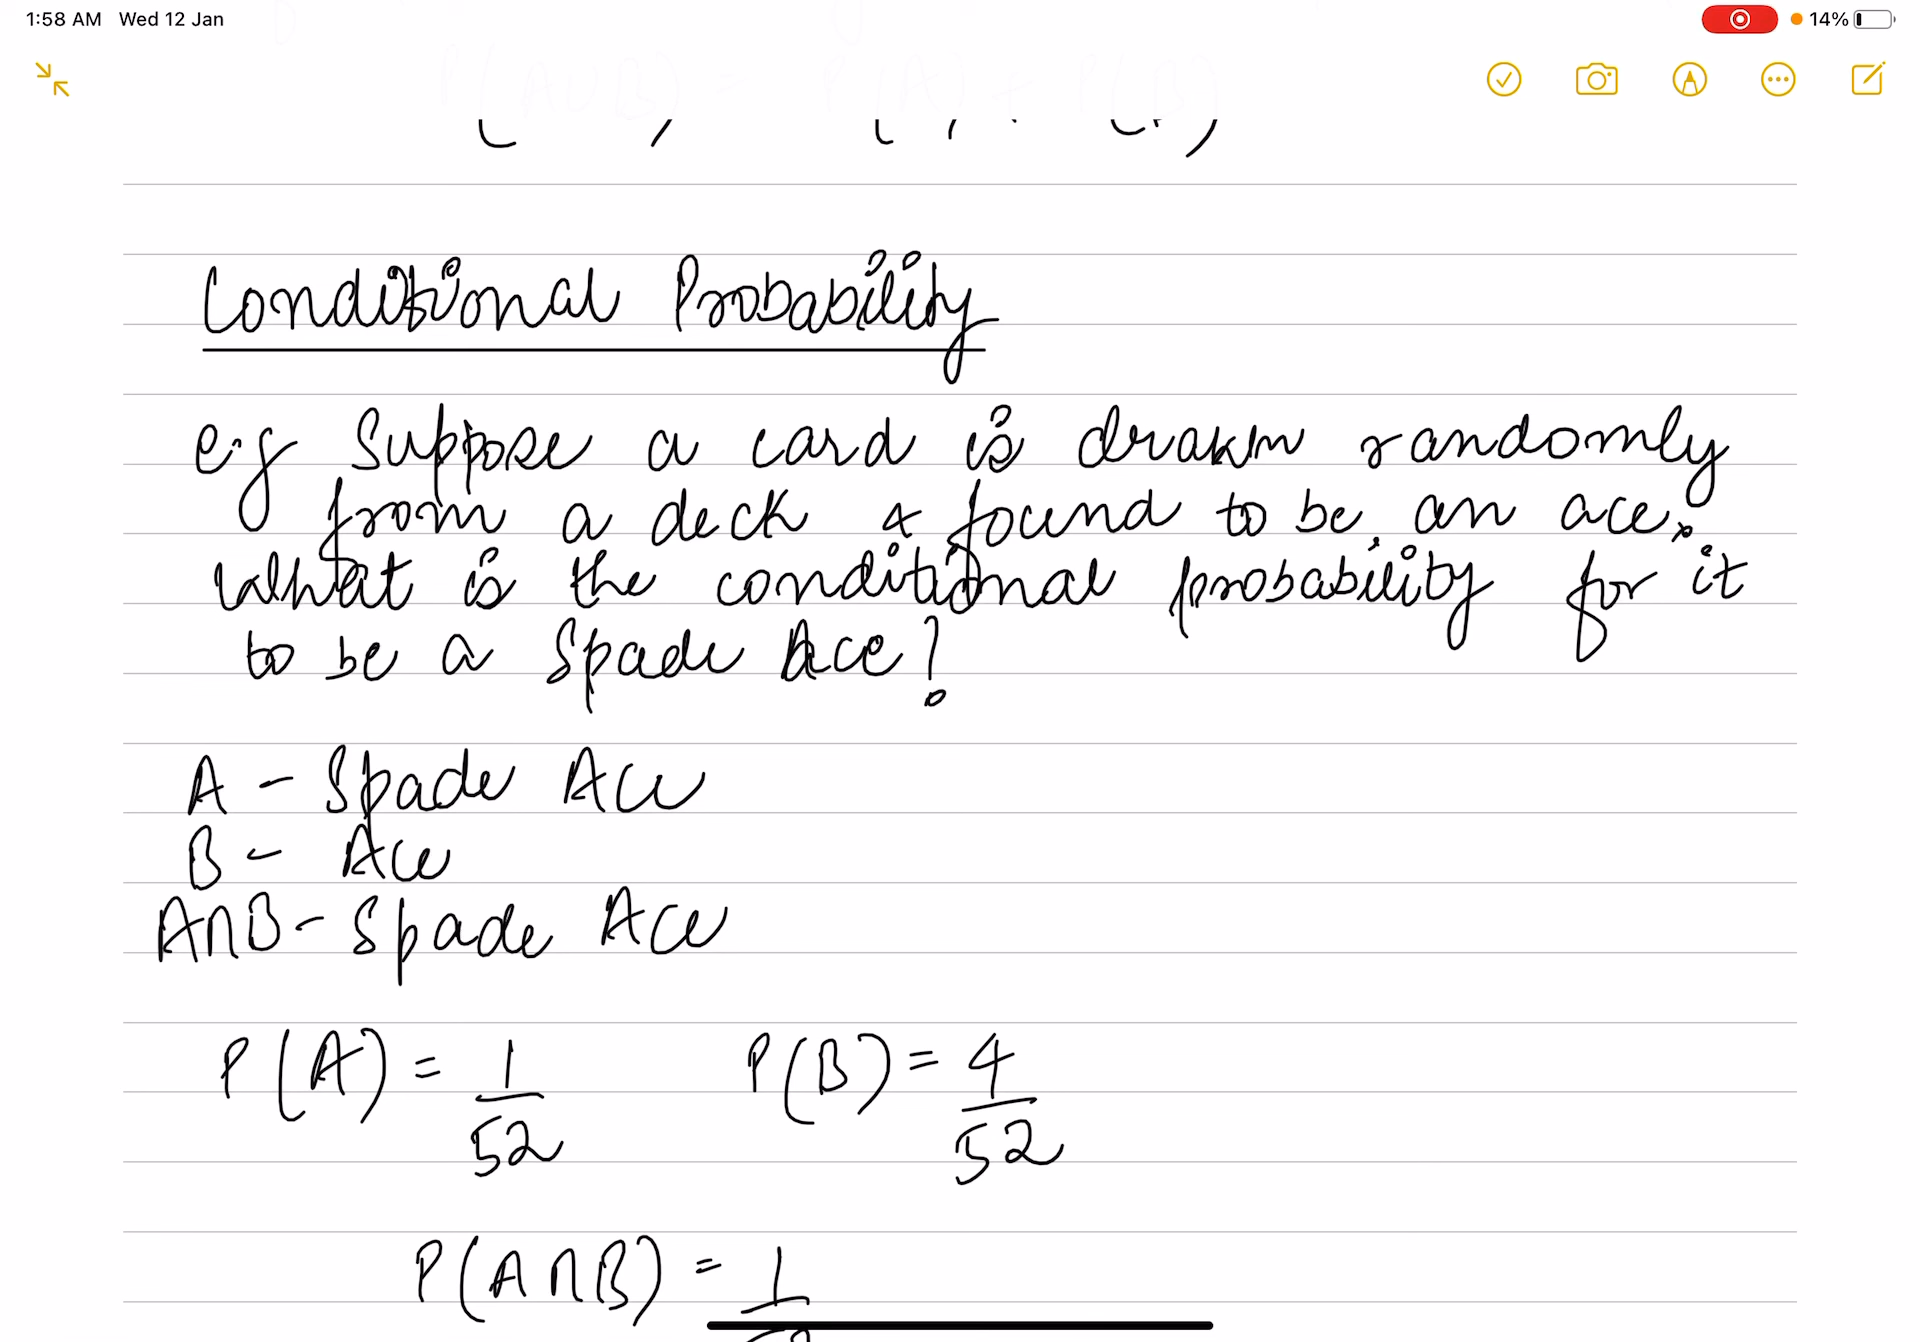 1:58 AM Wed 12 Jan 14%
Conditional Probability
e.g Suppose a card is drawn randomly
from a deck & found to be an ace.
What is the conditional probability for it
to be a Spade Ace?
A - Spade Ace
B - Ace
A∩B - Spade Ace
P(A) = 1/52 P(B) = 4/52
P(A∩B) = 1